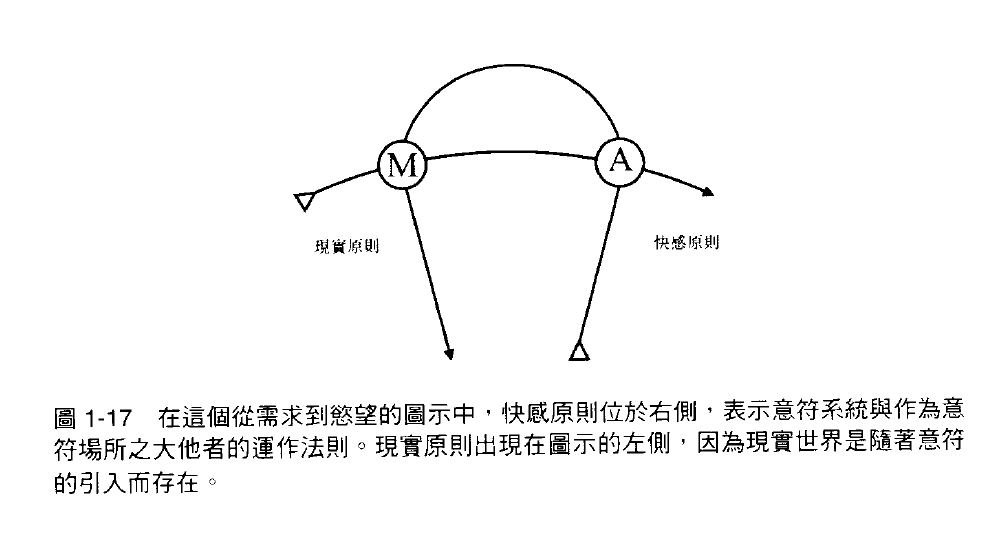 M
A
現實原則
快感原則
圖 1-17　在這個從需求到慾望的圖示中，快感原則位於右側，表示意符系統與作為意
符場所之大他者的運作法則。現實原則出現在圖示的左側，因為現實世界是隨著意符
的引入而存在。